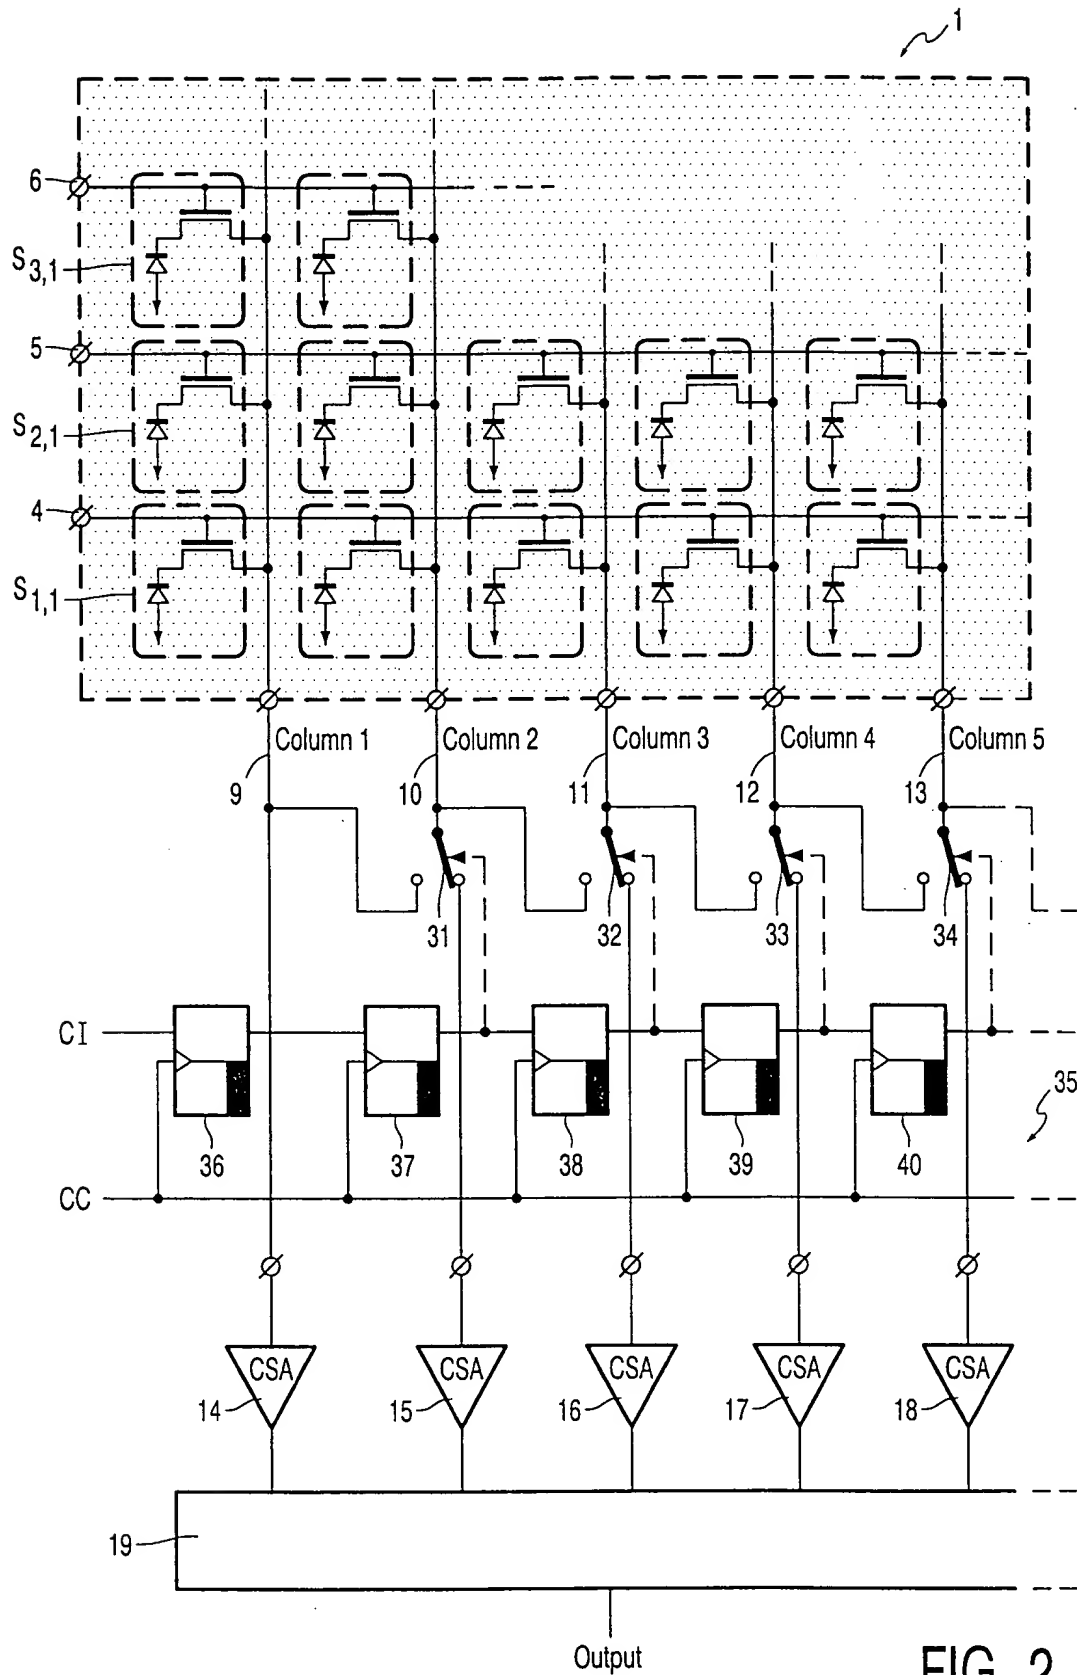 1
6
S3,1
5
S2,1
4
S1,1
Column 1 Column 2 Column 3 Column 4 Column 5
9 10 11 12 13
31 32 33 34
CI
35
36 37 38 39 40
CC
CSA CSA CSA CSA CSA
14 15 16 17 18
19
Output
FIG. 2